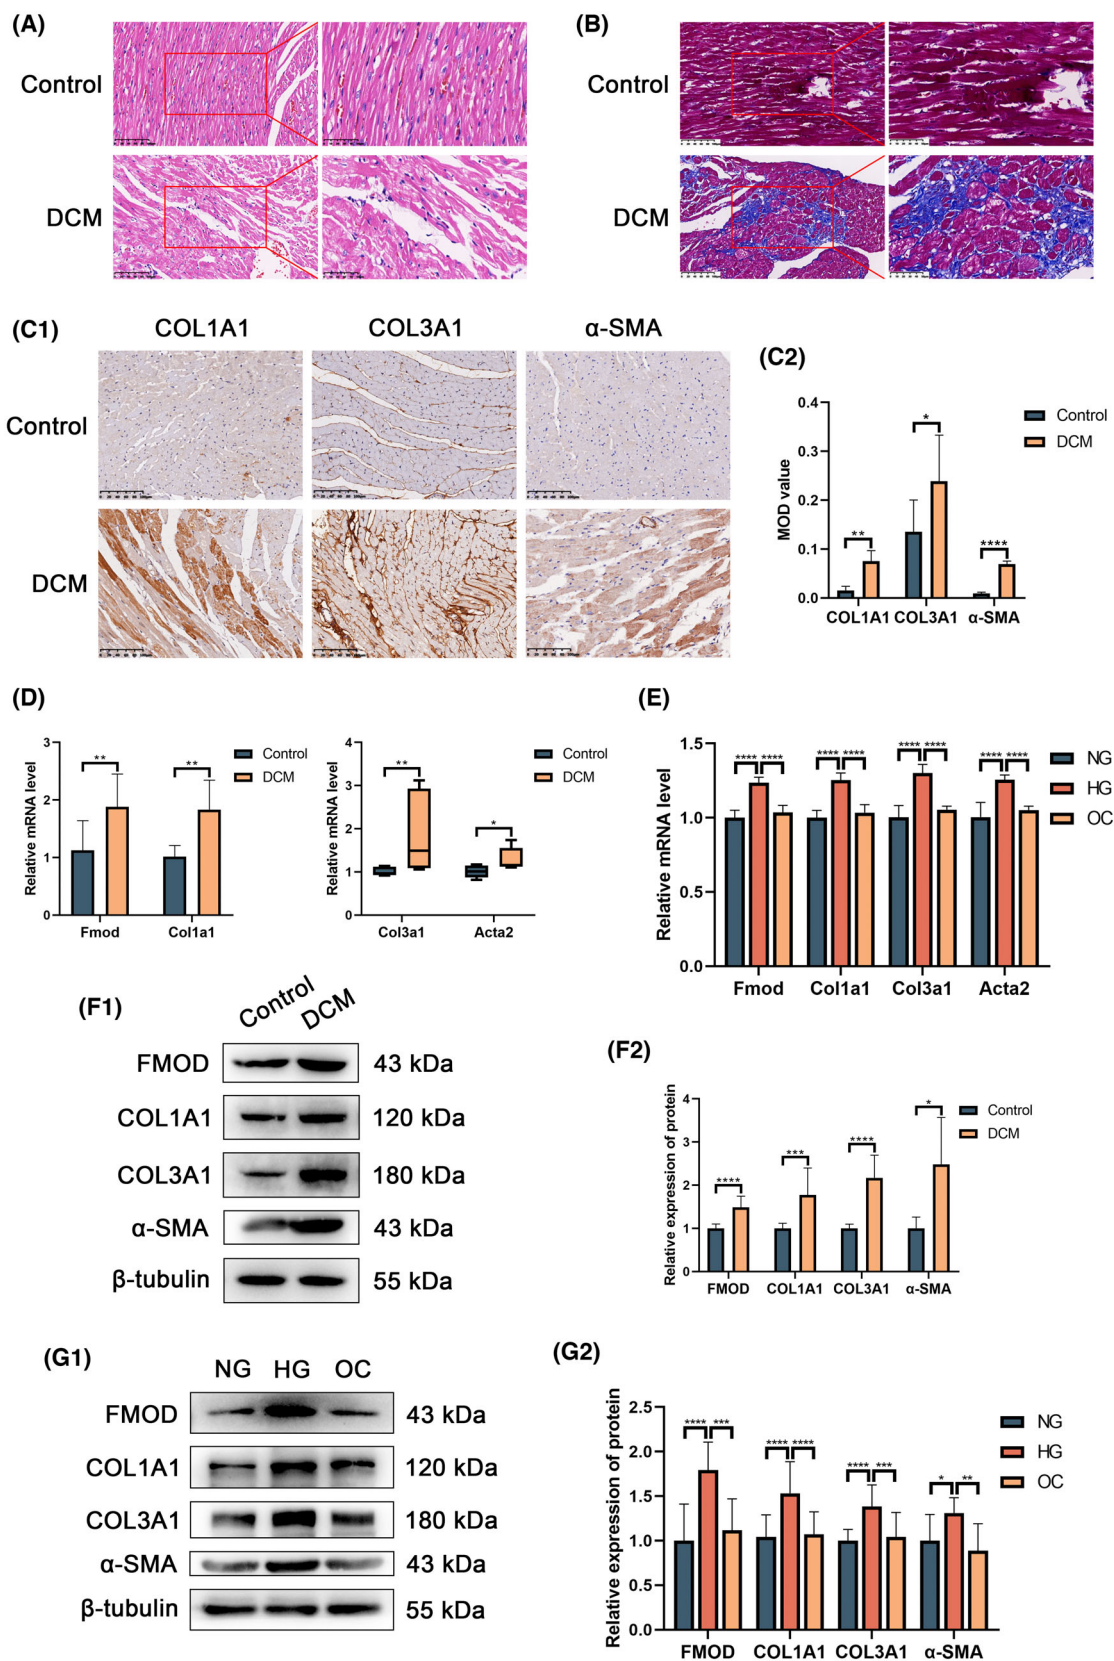 (A)
Control
DCM
(B)
Control
DCM
(C1)
COL1A1 COL3A1 α-SMA
Control
DCM
(C2)
0.4
0.3
0.2
0.1
0.0
MOD value
* ** ****
COL1A1 COL3A1 α-SMA
Control
DCM
(D)
3
2
1
0
Relative mRNA level
** **
Fmod Col1a1
Control
DCM
4
3
2
1
0
Relative mRNA level
** *
Col3a1 Acta2
Control
DCM
(E)
1.5
1.0
0.5
0.0
Relative mRNA level
**** **** **** **** **** **** **** ****
Fmod Col1a1 Col3a1 Acta2
NG
HG
OC
(F1)
Control DCM
FMOD 43 kDa
COL1A1 120 kDa
COL3A1 180 kDa
α-SMA 43 kDa
β-tubulin 55 kDa
(F2)
4
3
2
1
0
Relative expression of protein
**** *** **** *
FMOD COL1A1 COL3A1 α-SMA
Control
DCM
(G1)
NG HG OC
FMOD 43 kDa
COL1A1 120 kDa
COL3A1 180 kDa
α-SMA 43 kDa
β-tubulin 55 kDa
(G2)
2.5
2.0
1.5
1.0
0.5
0.0
Relative expression of protein
**** *** **** **** **** *** * **
FMOD COL1A1 COL3A1 α-SMA
NG
HG
OC